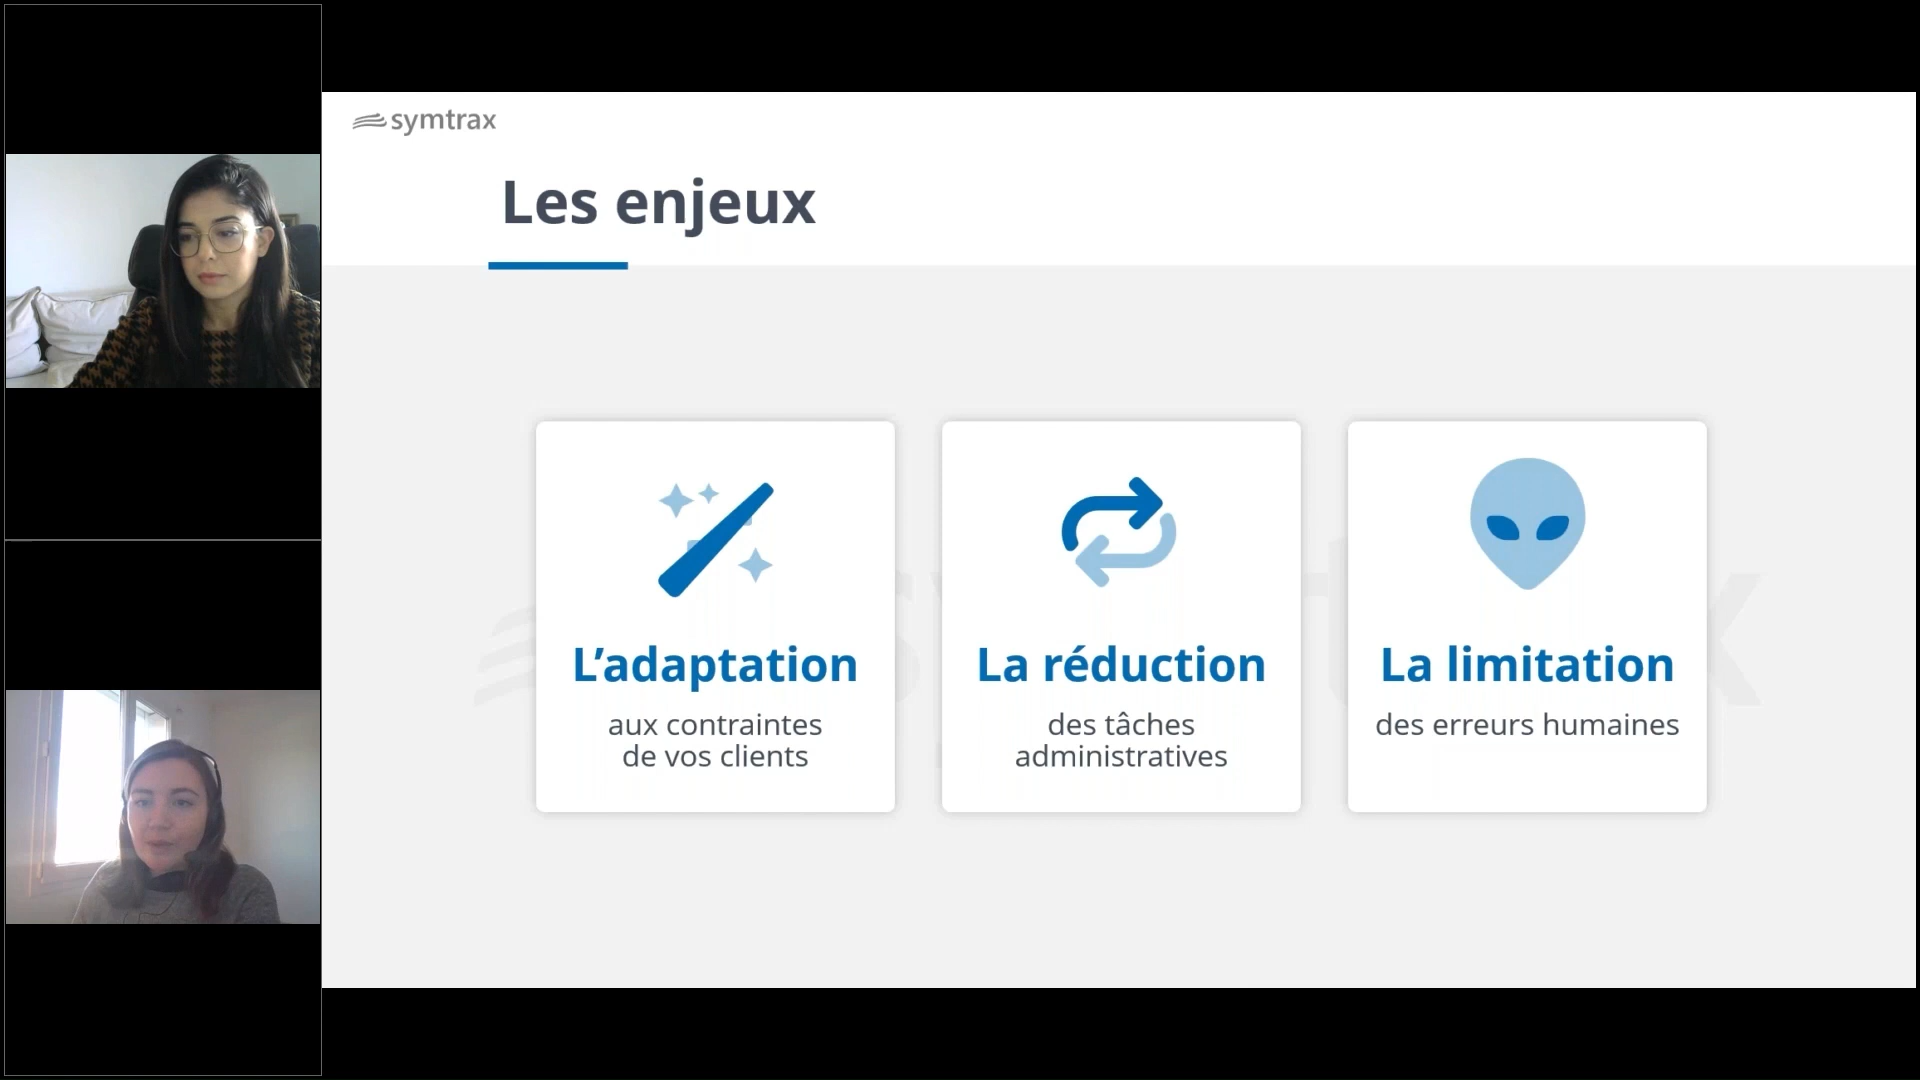 symtrax
Les enjeux
L’adaptation
aux contraintes
de vos clients
La réduction
des tâches
administratives
La limitation
des erreurs humaines